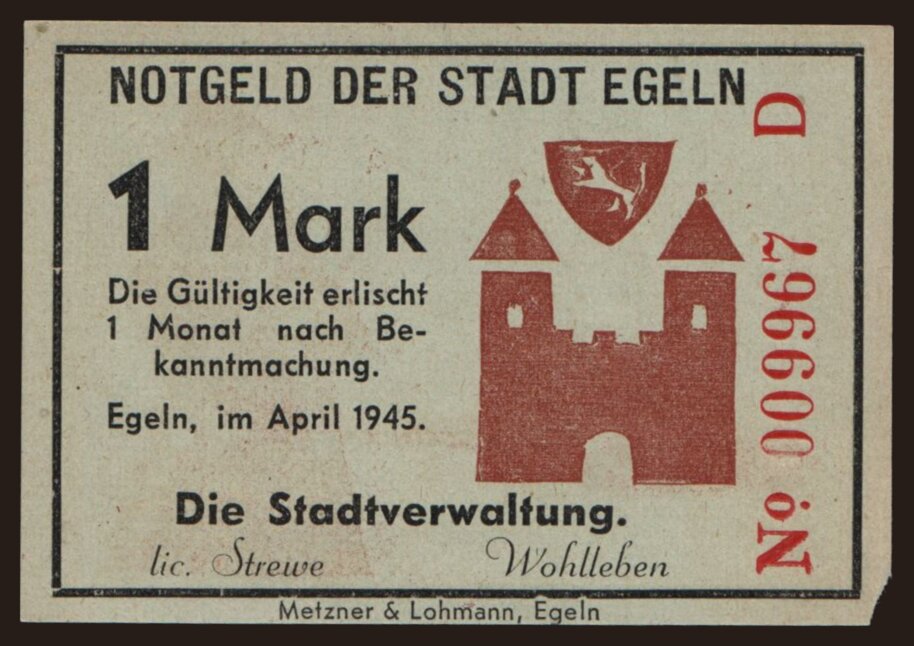 NOTGELD DER STADT EGELN
1 Mark
Die Gültigkeit erlischt
1 Monat nach Be-
kanntmachung.
Egeln, im April 1945.
Die Stadtverwaltung.
lic. Strewe Wohlleben
Metzner & Lohmann, Egeln
No. 009967 D